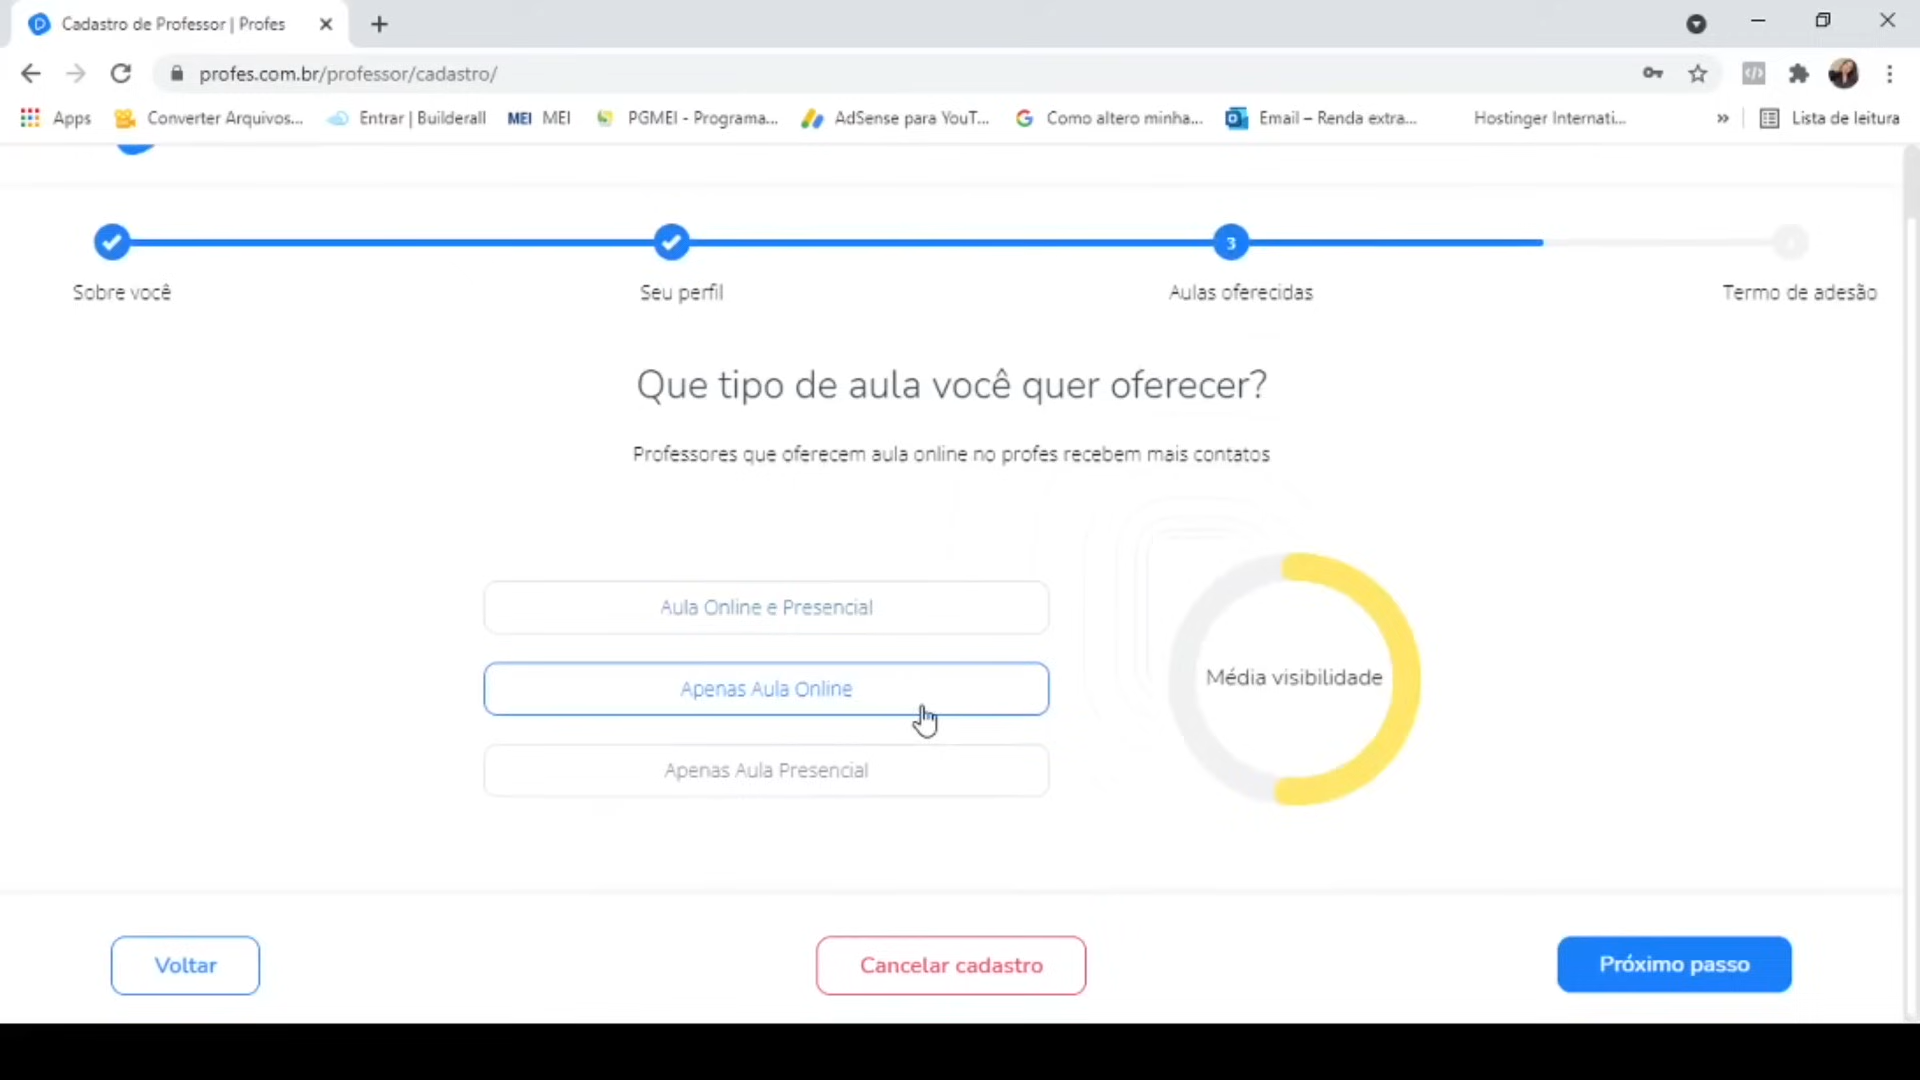 Cadastro de Professor | Profes
profes.com.br/professor/cadastro/
Apps
Converter Arquivos...
Entrar | Builderall
MEI MEI
PGMEI - Programa...
AdSense para YouT...
Como altero minha...
Email – Renda extra...
Hostinger Internati...
»
Lista de leitura
3
Sobre você
Seu perfil
Aulas oferecidas
Termo de adesão
Que tipo de aula você quer oferecer?
Professores que oferecem aula online no profes recebem mais contatos
Aula Online e Presencial
Apenas Aula Online
Apenas Aula Presencial
Média visibilidade
Voltar
Cancelar cadastro
Próximo passo